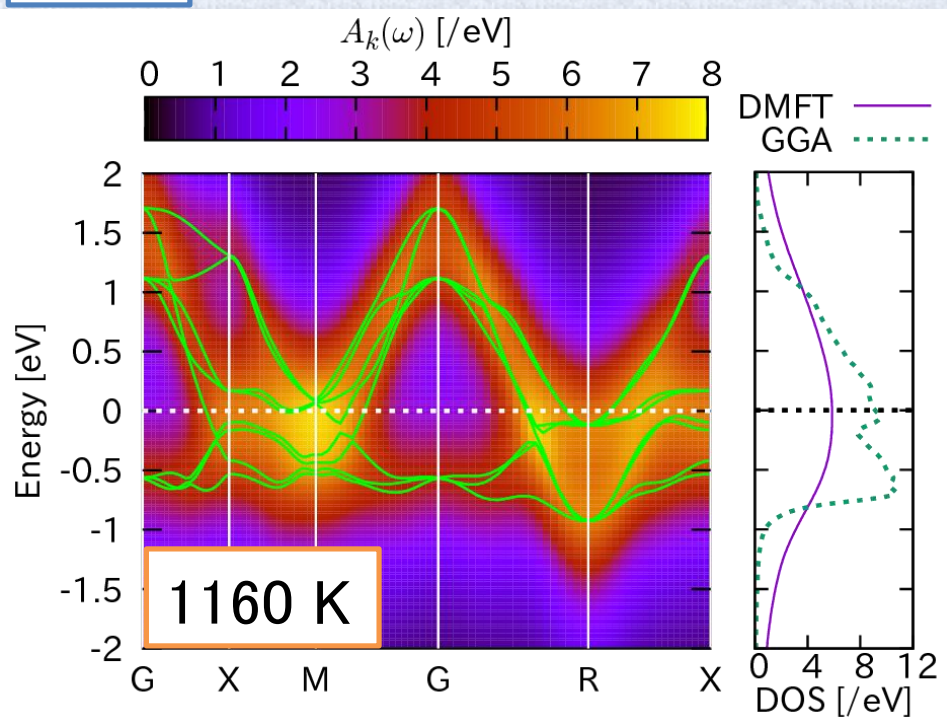 A_k(ω) [/eV]
0 1 2 3 4 5 6 7 8
DMFT
GGA
Energy [eV]
2
1.5
1
0.5
0
-0.5
-1
-1.5
-2
1160 K
G X M G R X
0 4 8 12
DOS [/eV]